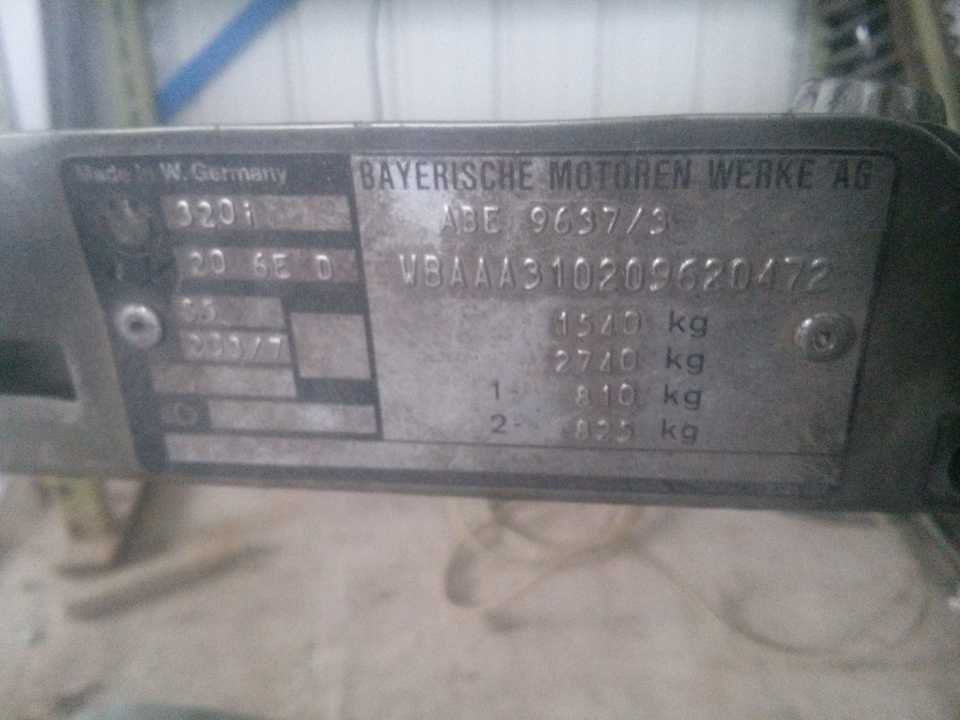 Made in W. Germany
BAYERISCHE MOTOREN WERKE AG
320i
ABE 9637/3
20 6E D
WBAAA310209620472
1540 kg
2740 kg
1- 810 kg
2- 825 kg